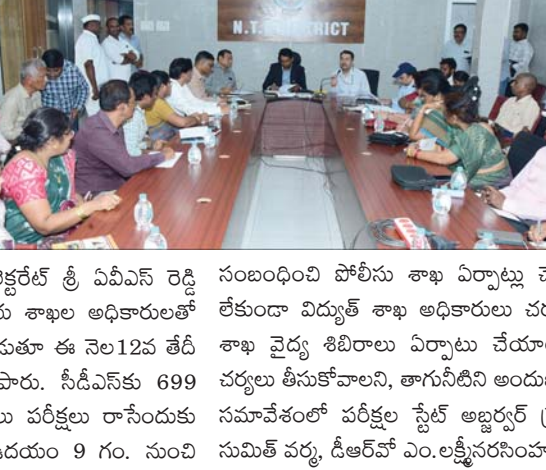 N.T. DISTRICT
క్టరేట్ శ్రీ ఏవీఎస్ రెడ్డి
శాఖల అధికారులతో
డుతూ ఈ నెల12వ తేదీ
పారు. సీడీఎస్‌కు 699
లు పరీక్షలు రాసేందుకు
దయం 9 గం. నుంచి
సంబంధించి పోలీసు శాఖ ఏర్పాట్లు
లేకుండా విద్యుత్ శాఖ అధికారులు
శాఖ వైద్య శిబిరాలు ఏర్పాటు
చర్యలు తీసుకోవాలని, తాగునీటిని
సమావేశంలో పరీక్షల స్టేట్ అబ్జర్వర్
సుమిత్ వర్మ, డీఆర్‌వో ఎం.లక్ష్మీనరసింహ